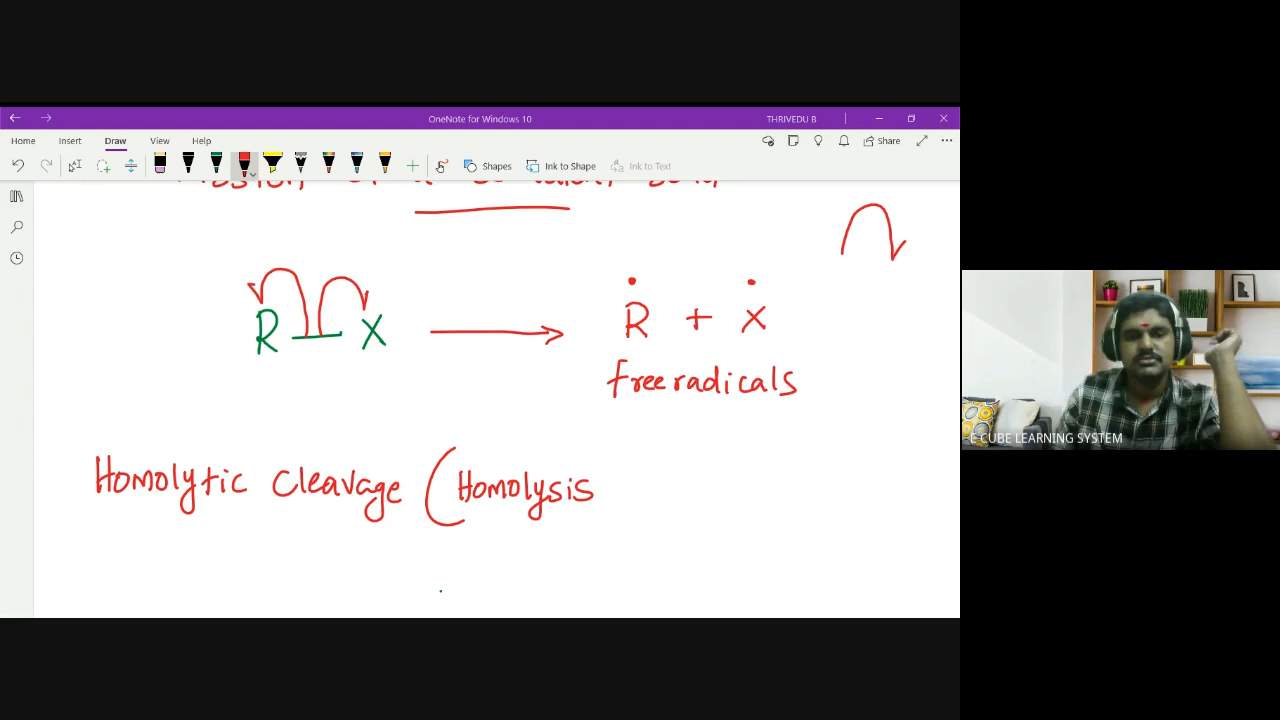 OneNote for Windows 10
THRIVEDU B
Home Insert Draw View Help
Share
Shapes Ink to Shape Ink to Text
R — X → Ṙ + Ẋ
free radicals
Homolytic Cleavage (Homolysis
E CUBE LEARNING SYSTEM